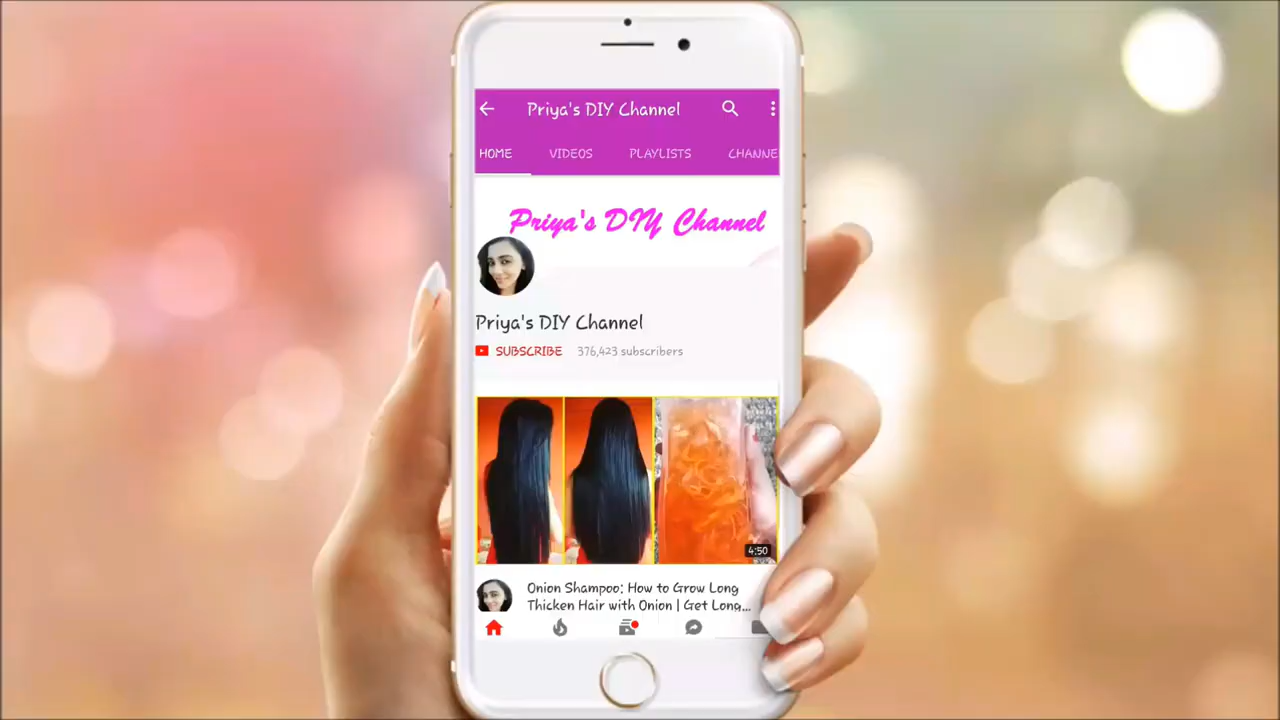 Priya's DIY Channel
HOME VIDEOS PLAYLISTS CHANNE
Priya's DIY Channel
Priya's DIY Channel
SUBSCRIBE 376,423 subscribers
4:50
Onion Shampoo: How to Grow Long
Thicken Hair with Onion | Get Long...